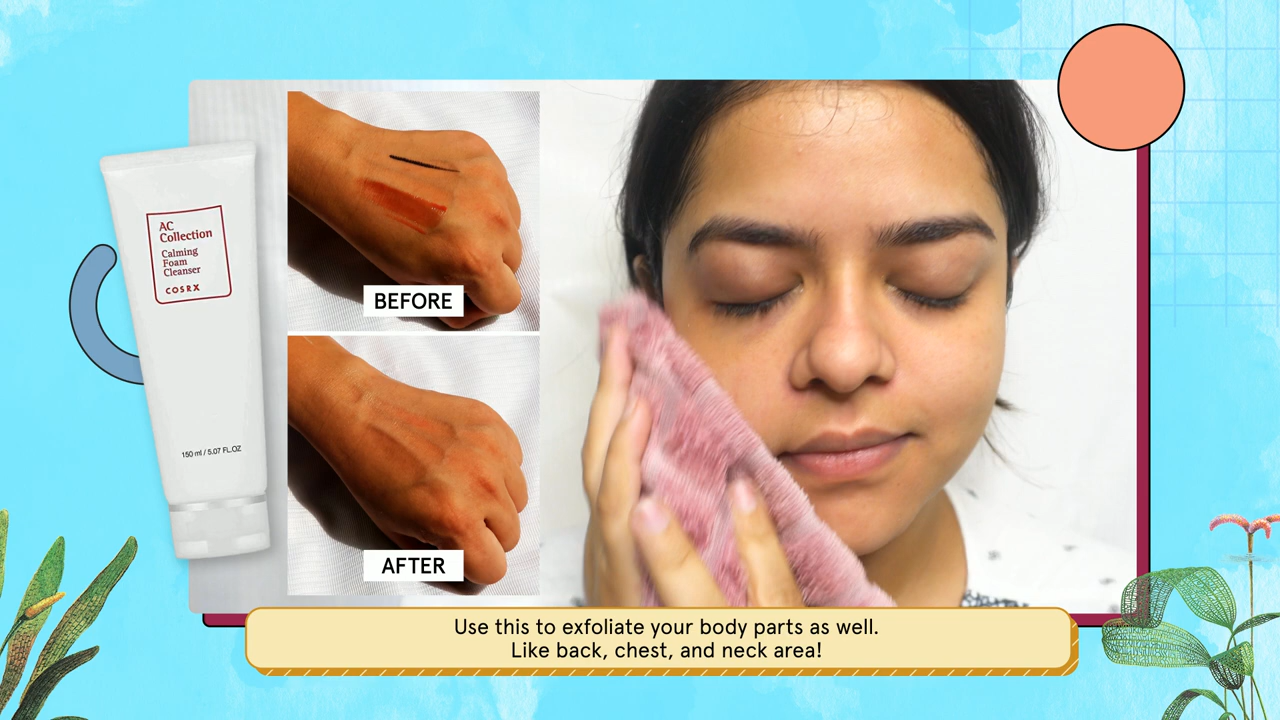 AC
Collection
Calming
Foam
Cleanser
COSRX
150 ml / 5.07 FL.OZ
BEFORE
AFTER
Use this to exfoliate your body parts as well.
Like back, chest, and neck area!